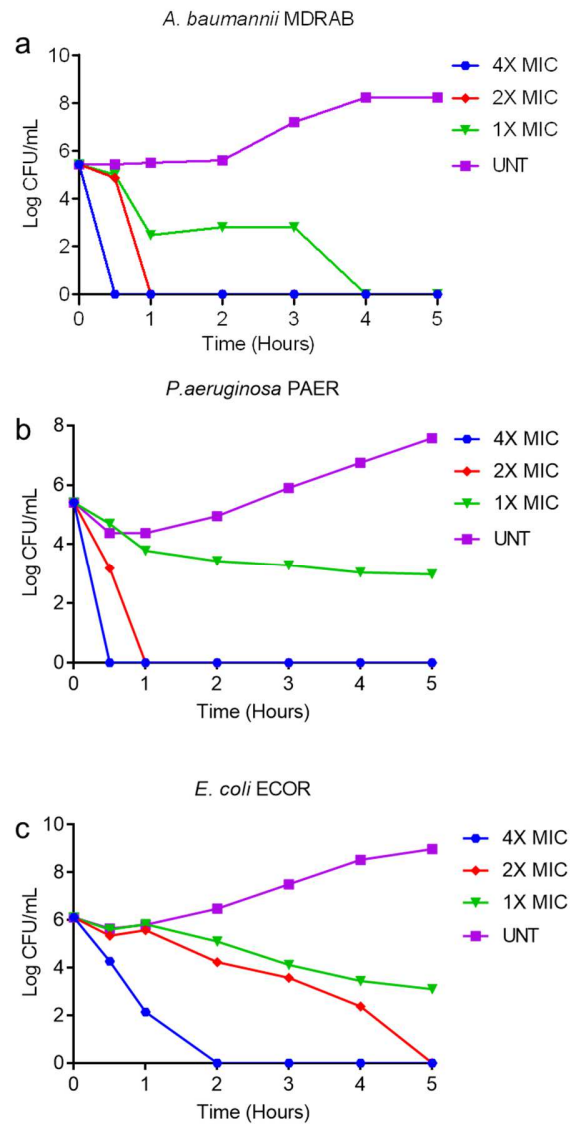 A. baumannii MDRAB
a
10
8
6
4
2
0
Log CFU/mL
0 1 2 3 4 5
Time (Hours)
4X MIC
2X MIC
1X MIC
UNT
P.aeruginosa PAER
b
8
6
4
2
0
Log CFU/mL
0 1 2 3 4 5
Time (Hours)
4X MIC
2X MIC
1X MIC
UNT
E. coli ECOR
c
10
8
6
4
2
0
Log CFU/mL
0 1 2 3 4 5
Time (Hours)
4X MIC
2X MIC
1X MIC
UNT